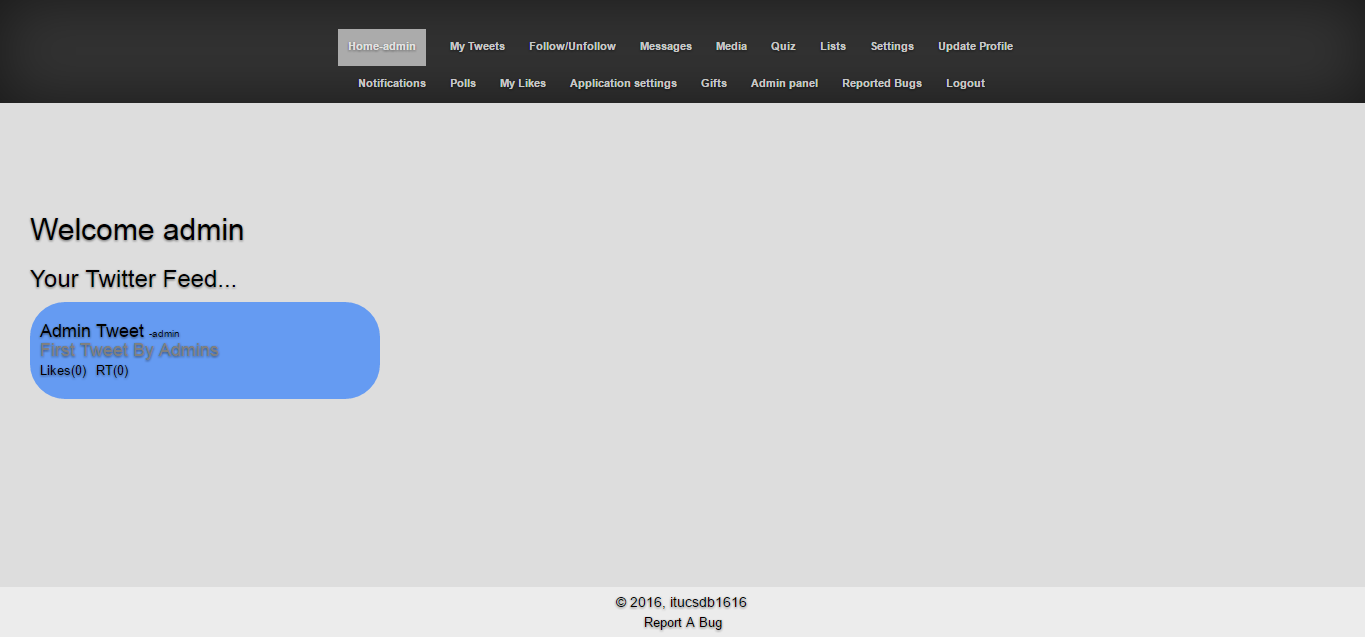 Home-admin My Tweets Follow/Unfollow Messages Media Quiz Lists Settings Update Profile
Notifications Polls My Likes Application settings Gifts Admin panel Reported Bugs Logout
Welcome admin
Your Twitter Feed...
Admin Tweet -admin
First Tweet By Admins
Likes(0) RT(0)
© 2016, itucsdb1616
Report A Bug